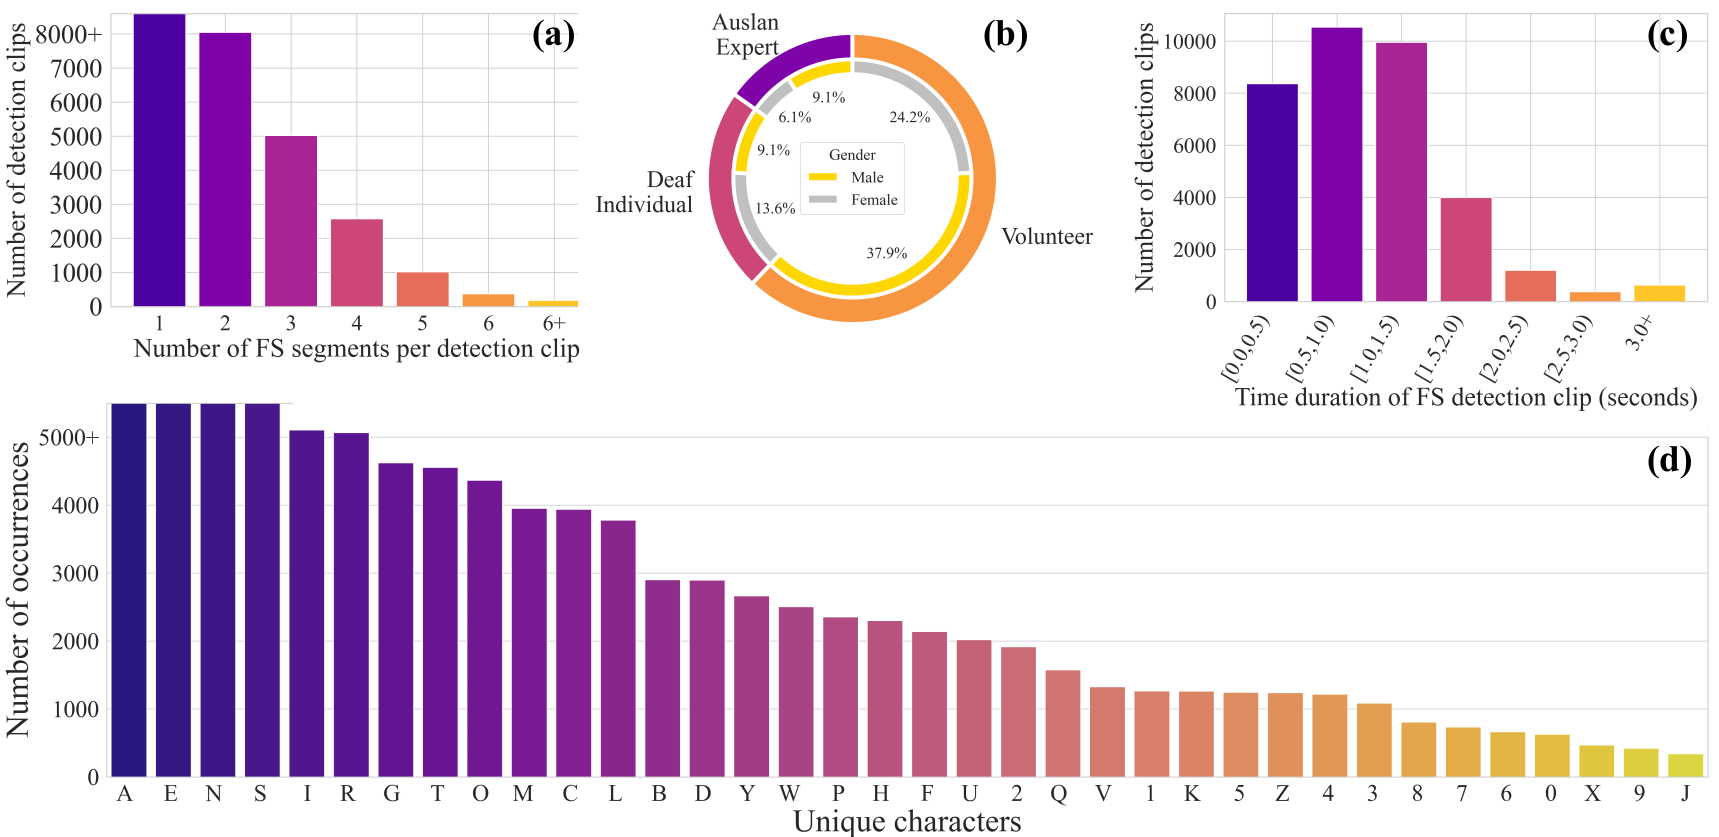 (a)
Number of detection clips
8000+
7000
6000
5000
4000
3000
2000
1000
0
1 2 3 4 5 6 6+
Number of FS segments per detection clip
(b)
Auslan
Expert
Deaf
Individual
Volunteer
9.1%
24.2%
6.1%
9.1%
13.6%
37.9%
Gender
Male
Female
(c)
Number of detection clips
10000
8000
6000
4000
2000
0
[0.0,0.5) [0.5,1.0) [1.0,1.5) [1.5,2.0) [2.0,2.5) [2.5,3.0) 3.0+
Time duration of FS detection clip (seconds)
(d)
Number of occurrences
5000+
4000
3000
2000
1000
0
A E N S I R G T O M C L B D Y W P H F U 2 Q V 1 K 5 Z 4 3 8 7 6 0 X 9 J
Unique characters